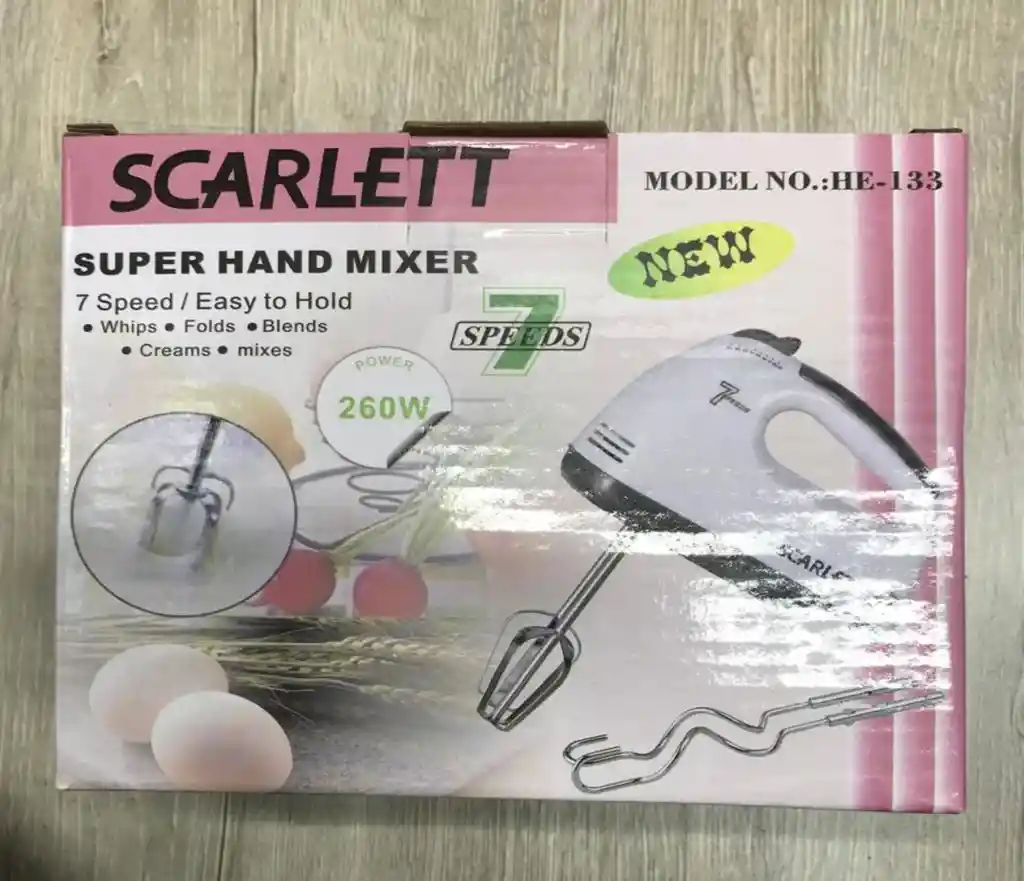 SCARLETT
MODEL NO.:HE-133
SUPER HAND MIXER
NEW
7 Speed / Easy to Hold
• Whips • Folds • Blends
• Creams • mixes
7
SPEEDS
POWER
260W
7